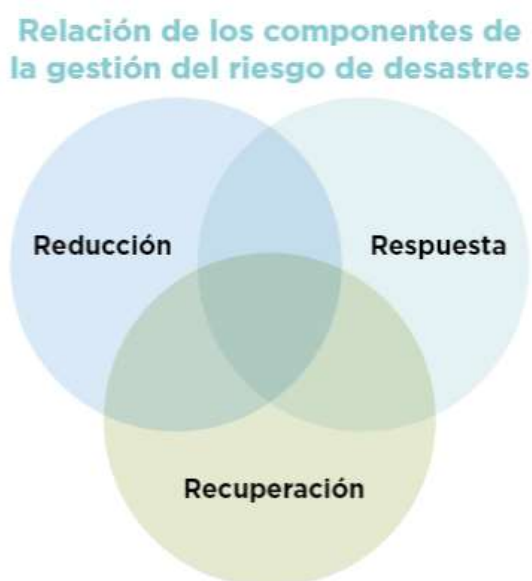 Relación de los componentes de
la gestión del riesgo de desastres
Reducción
Respuesta
Recuperación